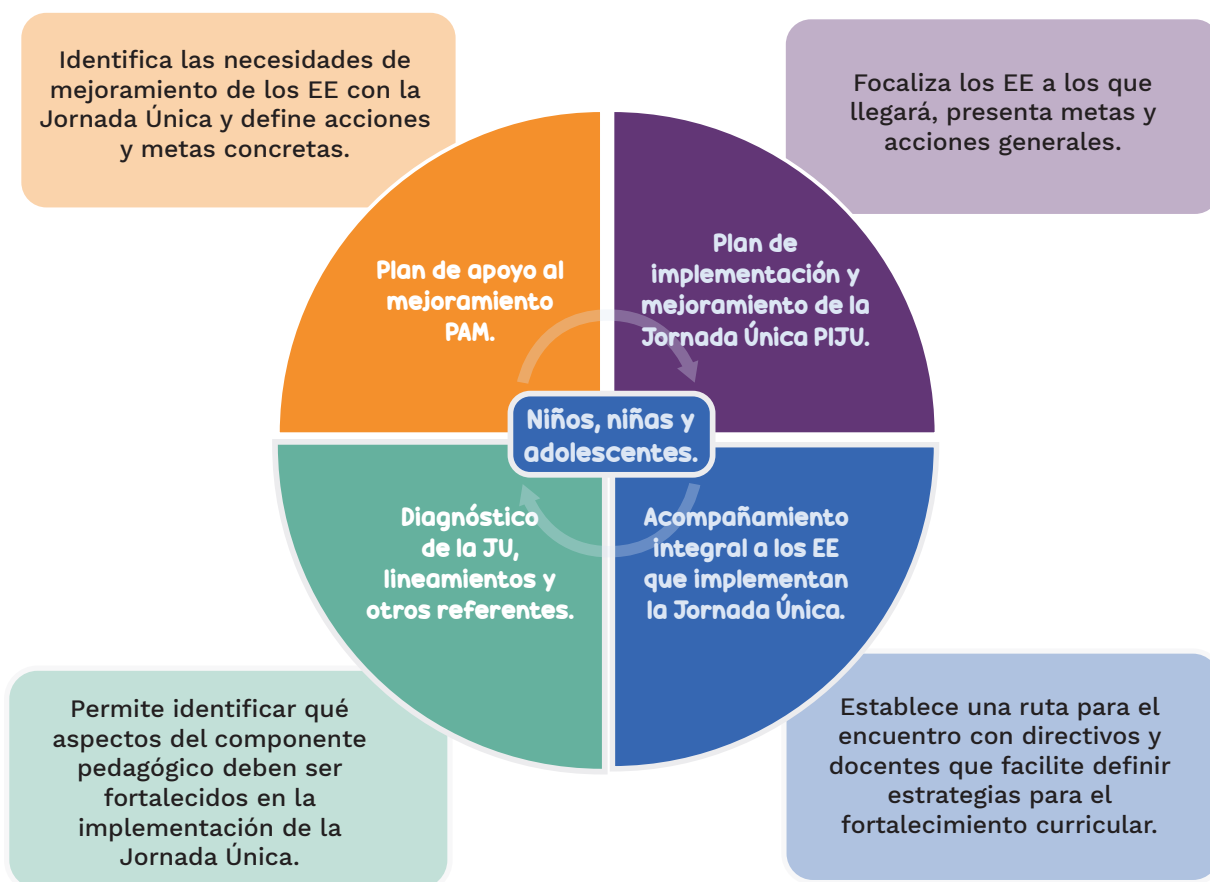 Identifica las necesidades de
mejoramiento de los EE con la
Jornada Única y define acciones
y metas concretas.
Focaliza los EE a los que
llegará, presenta metas y
acciones generales.
Plan de apoyo al
mejoramiento
PAM.
Plan de
implementación y
mejoramiento de la
Jornada Única PIJU.
Niños, niñas y
adolescentes.
Diagnóstico
de la JU,
lineamientos y
otros referentes.
Acompañamiento
integral a los EE
que implementan
la Jornada Única.
Permite identificar qué
aspectos del componente
pedagógico deben ser
fortalecidos en la
implementación de la
Jornada Única.
Establece una ruta para el
encuentro con directivos y
docentes que facilite definir
estrategias para el
fortalecimiento curricular.